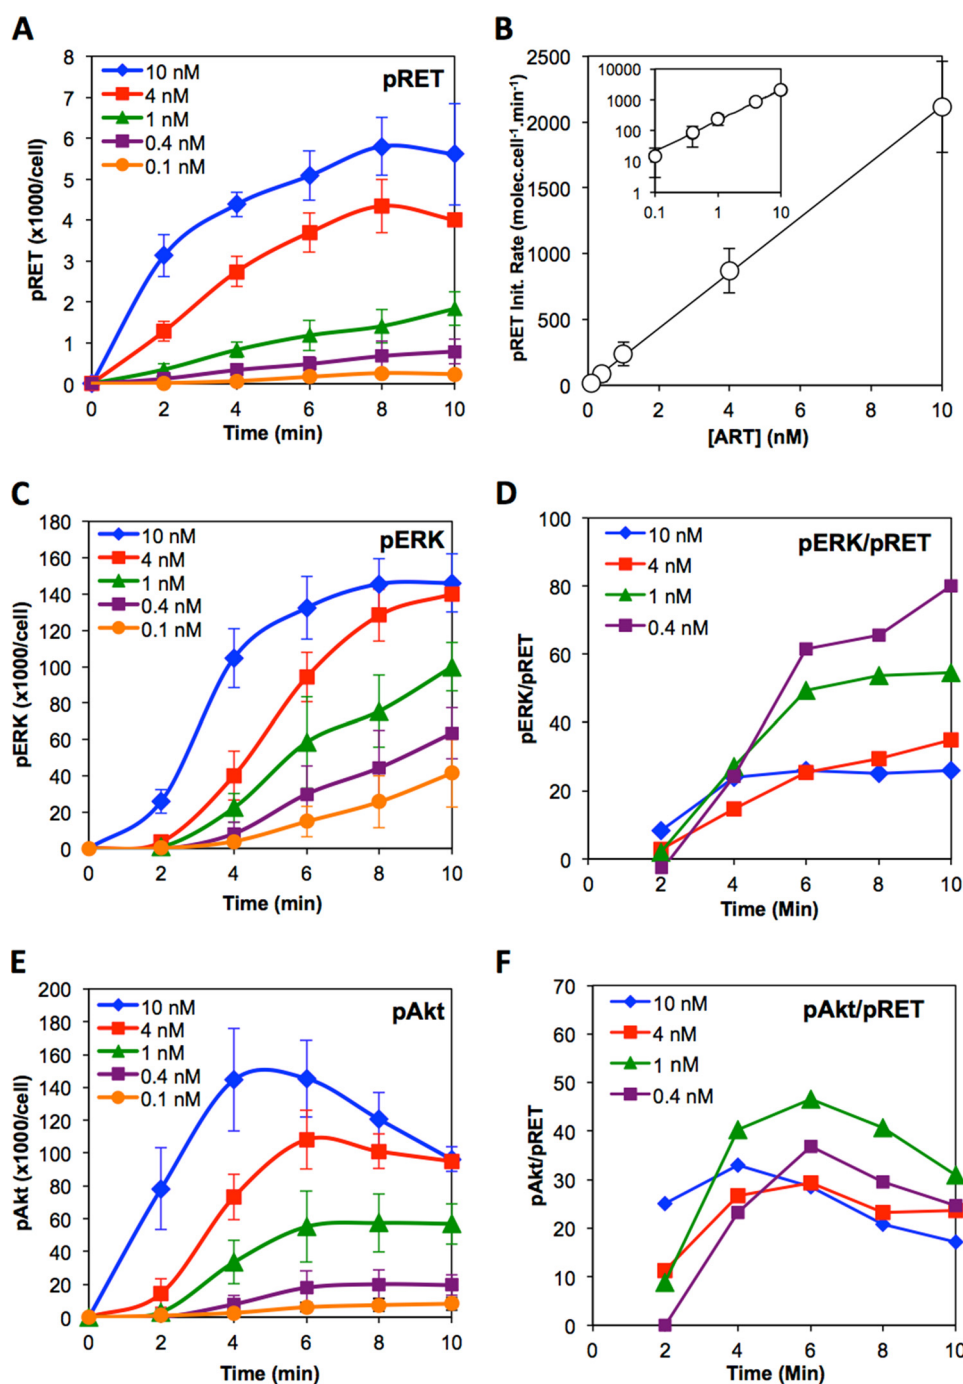 A
pRET
10 nM
4 nM
1 nM
0.4 nM
0.1 nM
8
7
6
5
4
3
2
1
0
pRET (x1000/cell)
0 2 4 6 8 10
Time (min)
B
2500
2000
1500
1000
500
0
pRET Init. Rate (molec.cell⁻¹.min⁻¹)
10000
1000
100
10
1
0.1 1 10
0 2 4 6 8 10
[ART] (nM)
C
pERK
10 nM
4 nM
1 nM
0.4 nM
0.1 nM
180
160
140
120
100
80
60
40
20
0
pERK (x1000/cell)
0 2 4 6 8 10
Time (min)
D
pERK/pRET
10 nM
4 nM
1 nM
0.4 nM
100
80
60
40
20
0
pERK/pRET
0 2 4 6 8 10
Time (Min)
E
pAkt
10 nM
4 nM
1 nM
0.4 nM
0.1 nM
200
180
160
140
120
100
80
60
40
20
0
pAkt (x1000/cell)
0 2 4 6 8 10
Time (min)
F
pAkt/pRET
10 nM
4 nM
1 nM
0.4 nM
70
60
50
40
30
20
10
0
pAkt/pRET
0 2 4 6 8 10
Time (Min)